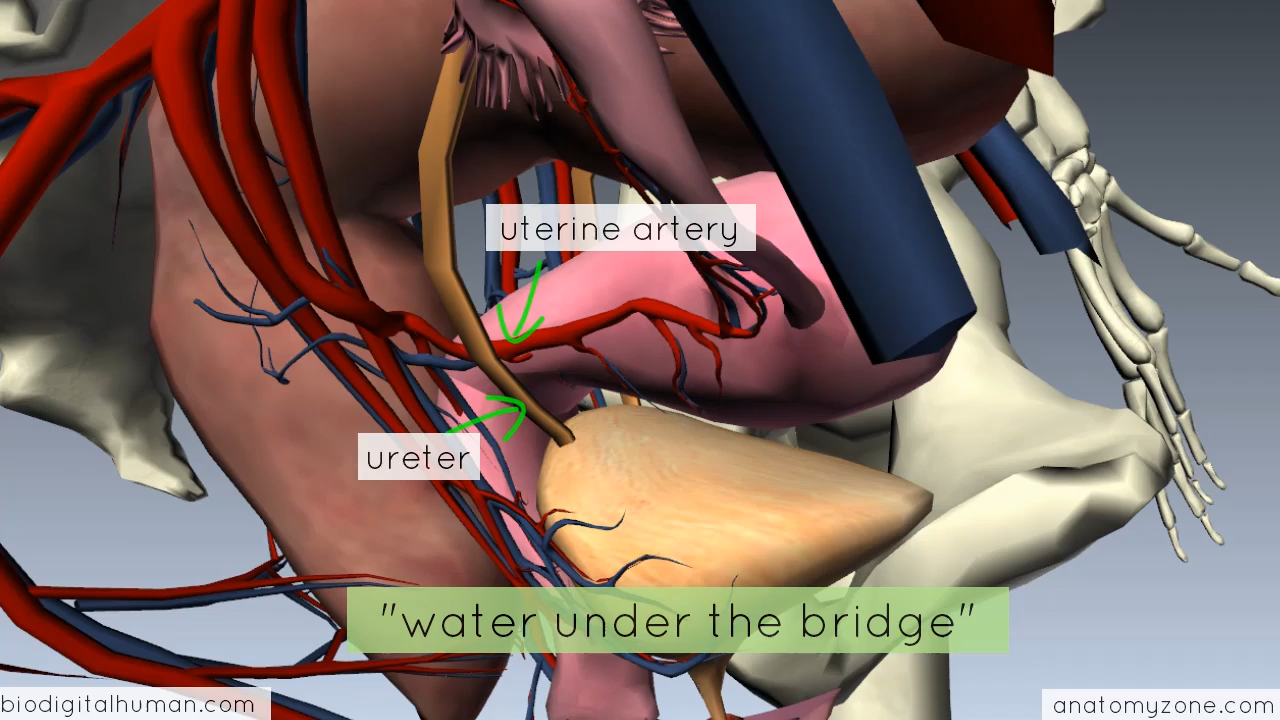 uterine artery
ureter
"water under the bridge"
biodigitalhuman.com
anatomyzone.com